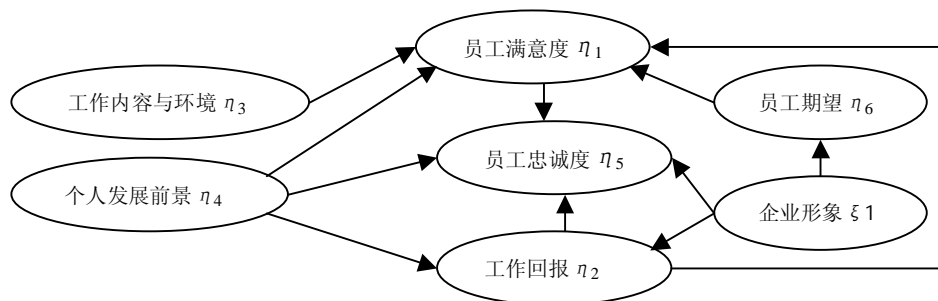 员工满意度 η1
工作内容与环境 η3
员工期望 η6
员工忠诚度 η5
个人发展前景 η4
企业形象 ξ1
工作回报 η2